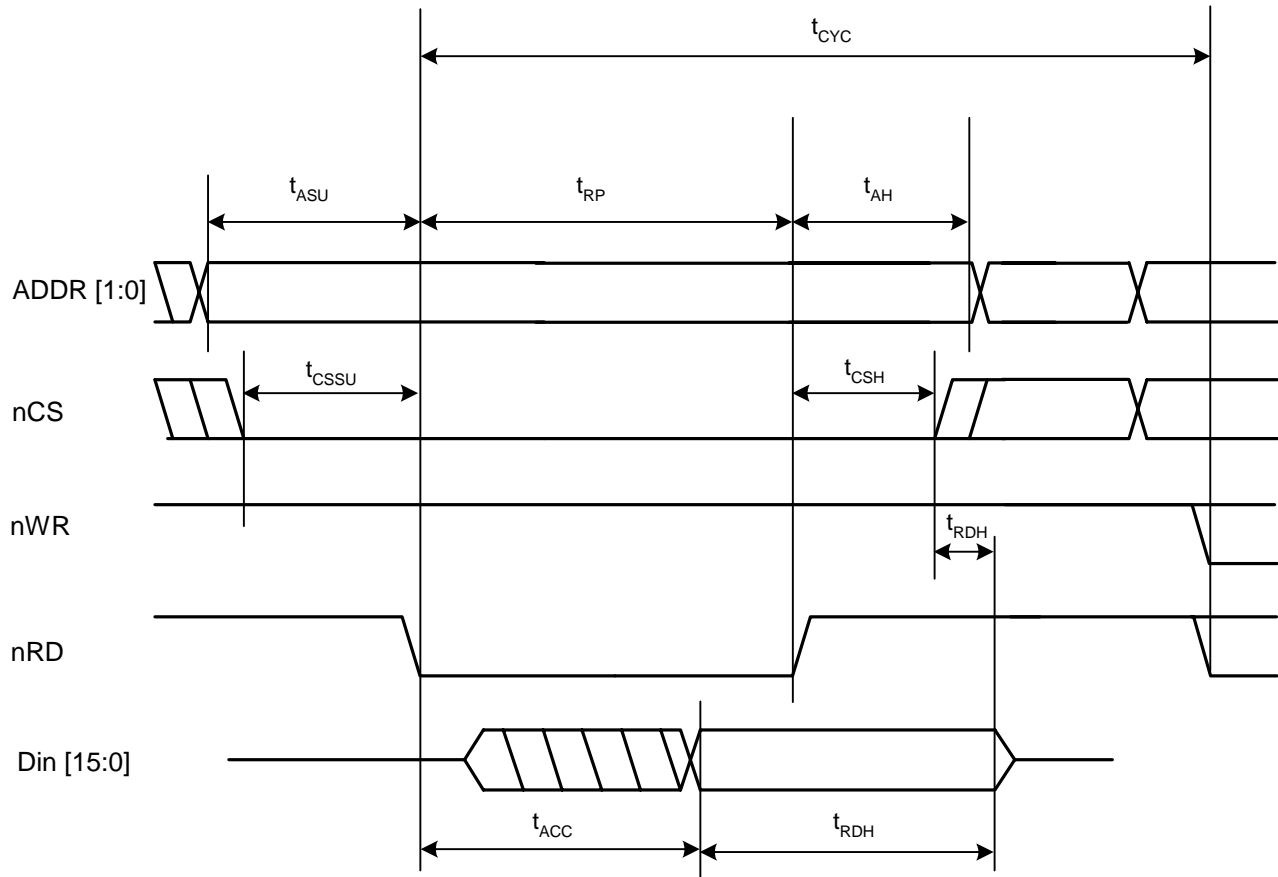 tCYC
tASU
tRP
tAH
ADDR [1:0]
tCSSU
tCSH
nCS
nWR
tRDH
nRD
Din [15:0]
tACC
tRDH